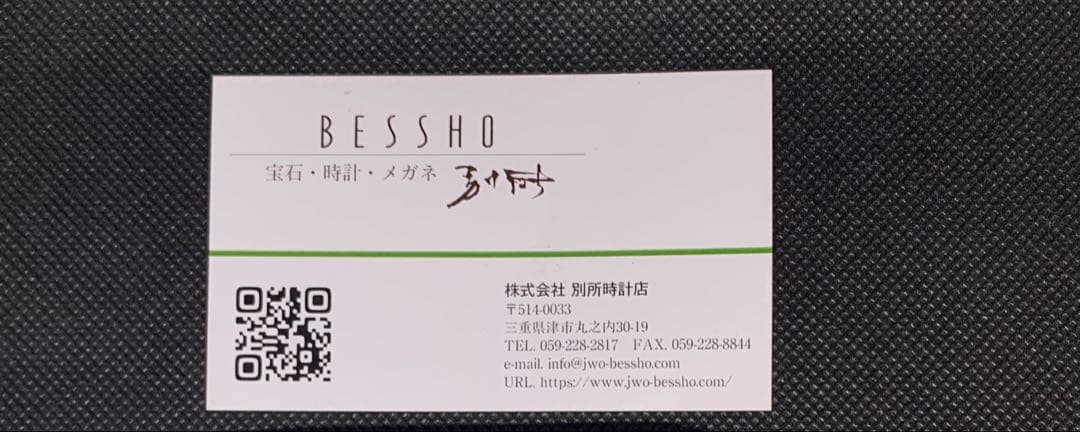 BESSHO
宝石・時計・メガネ 別所
株式会社 別所時計店
〒514-0033
三重県津市丸之内30-19
TEL. 059-228-2817 FAX. 059-228-8844
e-mail. info@jwo-bessho.com
URL. https://www.jwo-bessho.com/